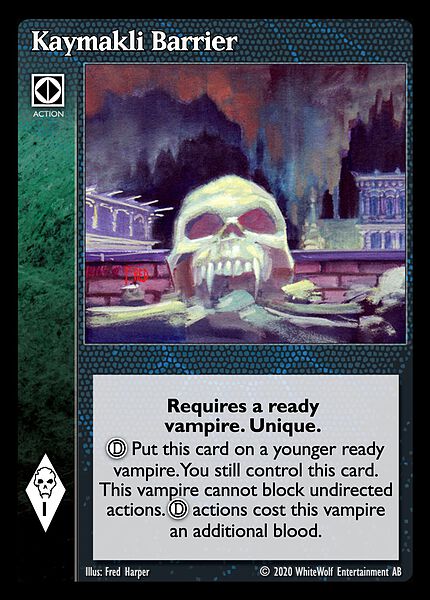 Kaymakli Barrier
ACTION
FRED
Requires a ready
vampire. Unique.
Ⓓ Put this card on a younger ready
vampire. You still control this card.
This vampire cannot block undirected
actions. Ⓓ actions cost this vampire
an additional blood.
I
Illus: Fred Harper
© 2020 WhiteWolf Entertainment AB